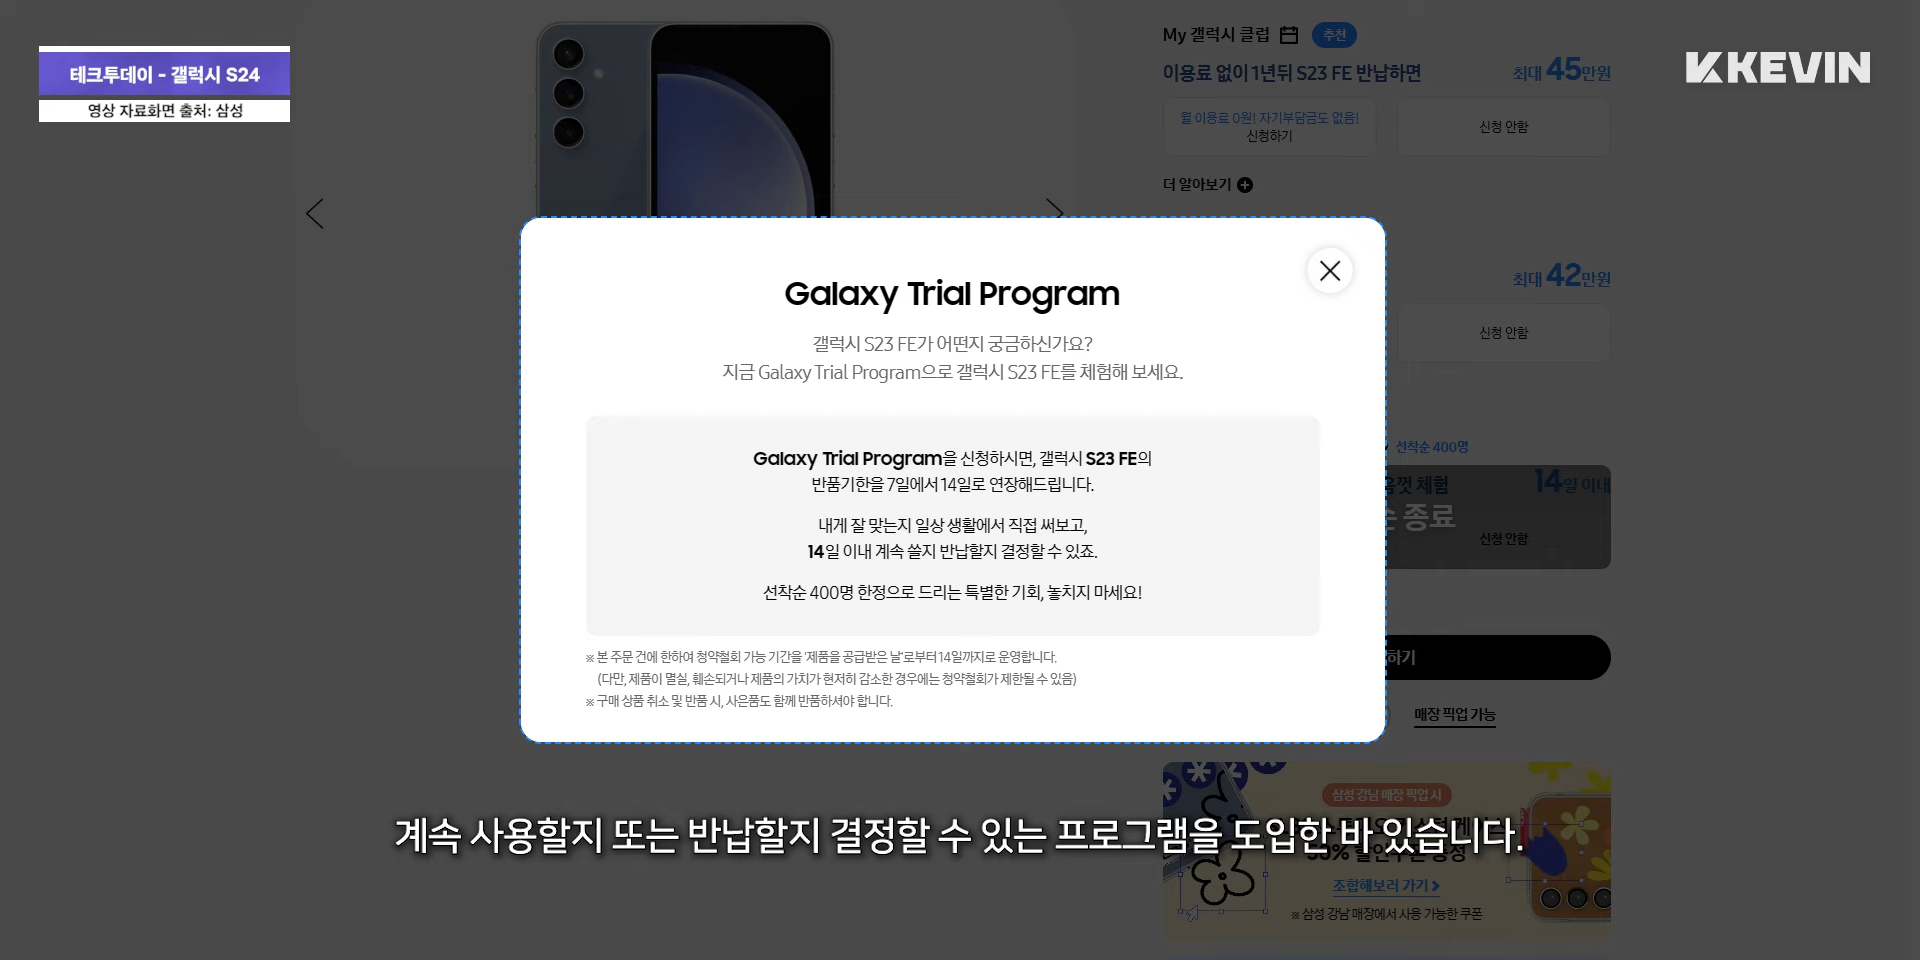 테크투데이 - 갤럭시 S24
영상 자료화면 출처: 삼성
KKEVIN
My 갤럭시 클럽 추천
이용료 없이 1년뒤 S23 FE 반납하면
최대 45만원
월 이용료 0원! 자기부담금도 없음!
신청하기
신청 안함
더 알아보기
최대 42만원
신청 안함
Galaxy Trial Program
갤럭시 S23 FE가 어떤지 궁금하신가요?
지금 Galaxy Trial Program으로 갤럭시 S23 FE를 체험해 보세요.
Galaxy Trial Program을 신청하시면, 갤럭시 S23 FE의
반품기한을 7일에서 14일로 연장해드립니다.
내게 잘 맞는지 일상 생활에서 직접 써보고,
14일 이내 계속 쓸지 반납할지 결정할 수 있죠.
선착순 400명 한정으로 드리는 특별한 기회, 놓치지 마세요!
※ 본 주문 건에 한하여 청약철회 가능 기간을 '제품을 공급받은 날'로부터 14일까지로 운영합니다.
(다만, 제품이 멸실, 훼손되거나 제품의 가치가 현저히 감소한 경우에는 청약철회가 제한될 수 있음)
※ 구매 상품 취소 및 반품 시, 사은품도 함께 반품하셔야 합니다.
선착순 400명
체험
14일 이내
종료
신청 안함
하기
매장 픽업 가능
삼성 강남 매장 픽업 시
계속 사용할지 또는 반납할지 결정할 수 있는 프로그램을 도입한 바 있습니다.
조합해보러 가기
※ 삼성 강남 매장에서 사용 가능한 쿠폰